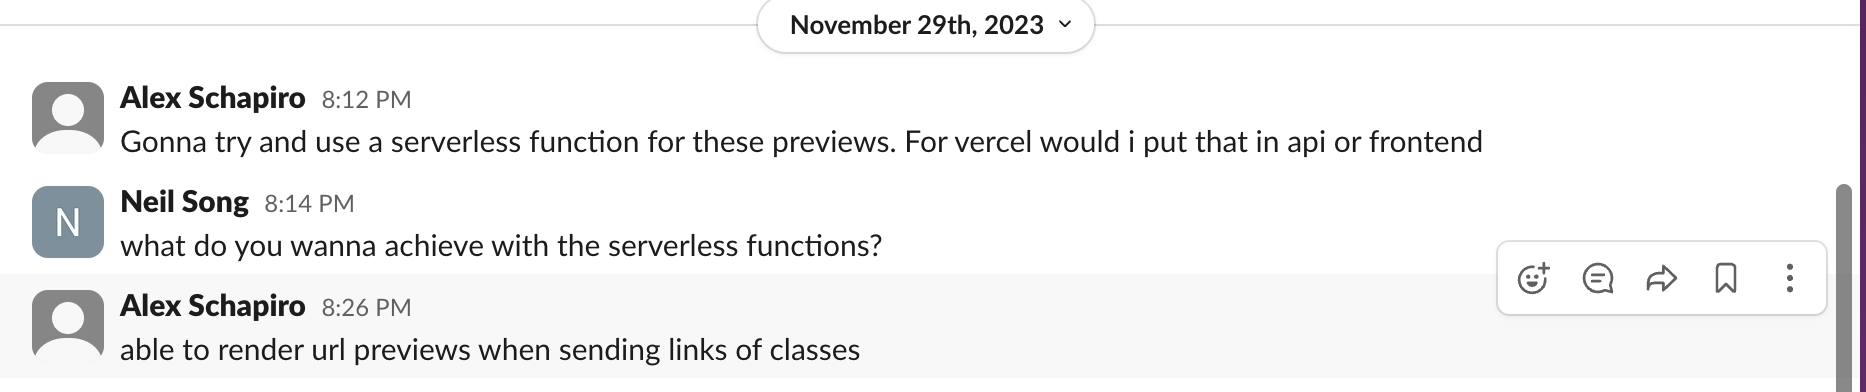 November 29th, 2023
Alex Schapiro 8:12 PM
Gonna try and use a serverless function for these previews. For vercel would i put that in api or frontend
N
Neil Song 8:14 PM
what do you wanna achieve with the serverless functions?
Alex Schapiro 8:26 PM
able to render url previews when sending links of classes